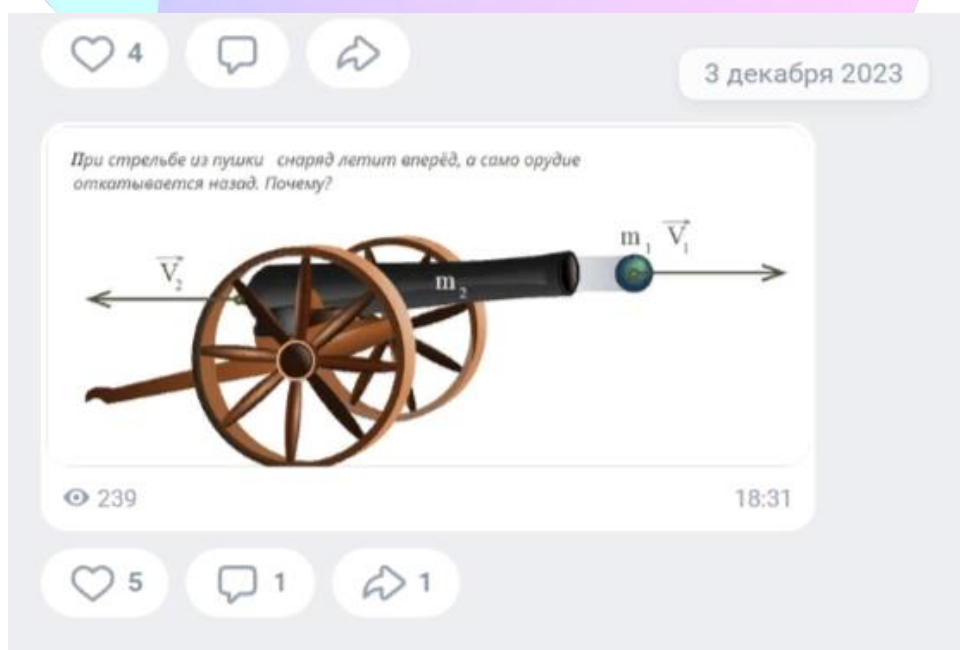 4
3 декабря 2023
При стрельбе из пушки снаряд летит вперёд, а само орудие
откатывается назад. Почему?
m₁ V₁
V₂
m₂
239
18:31
5
1
1